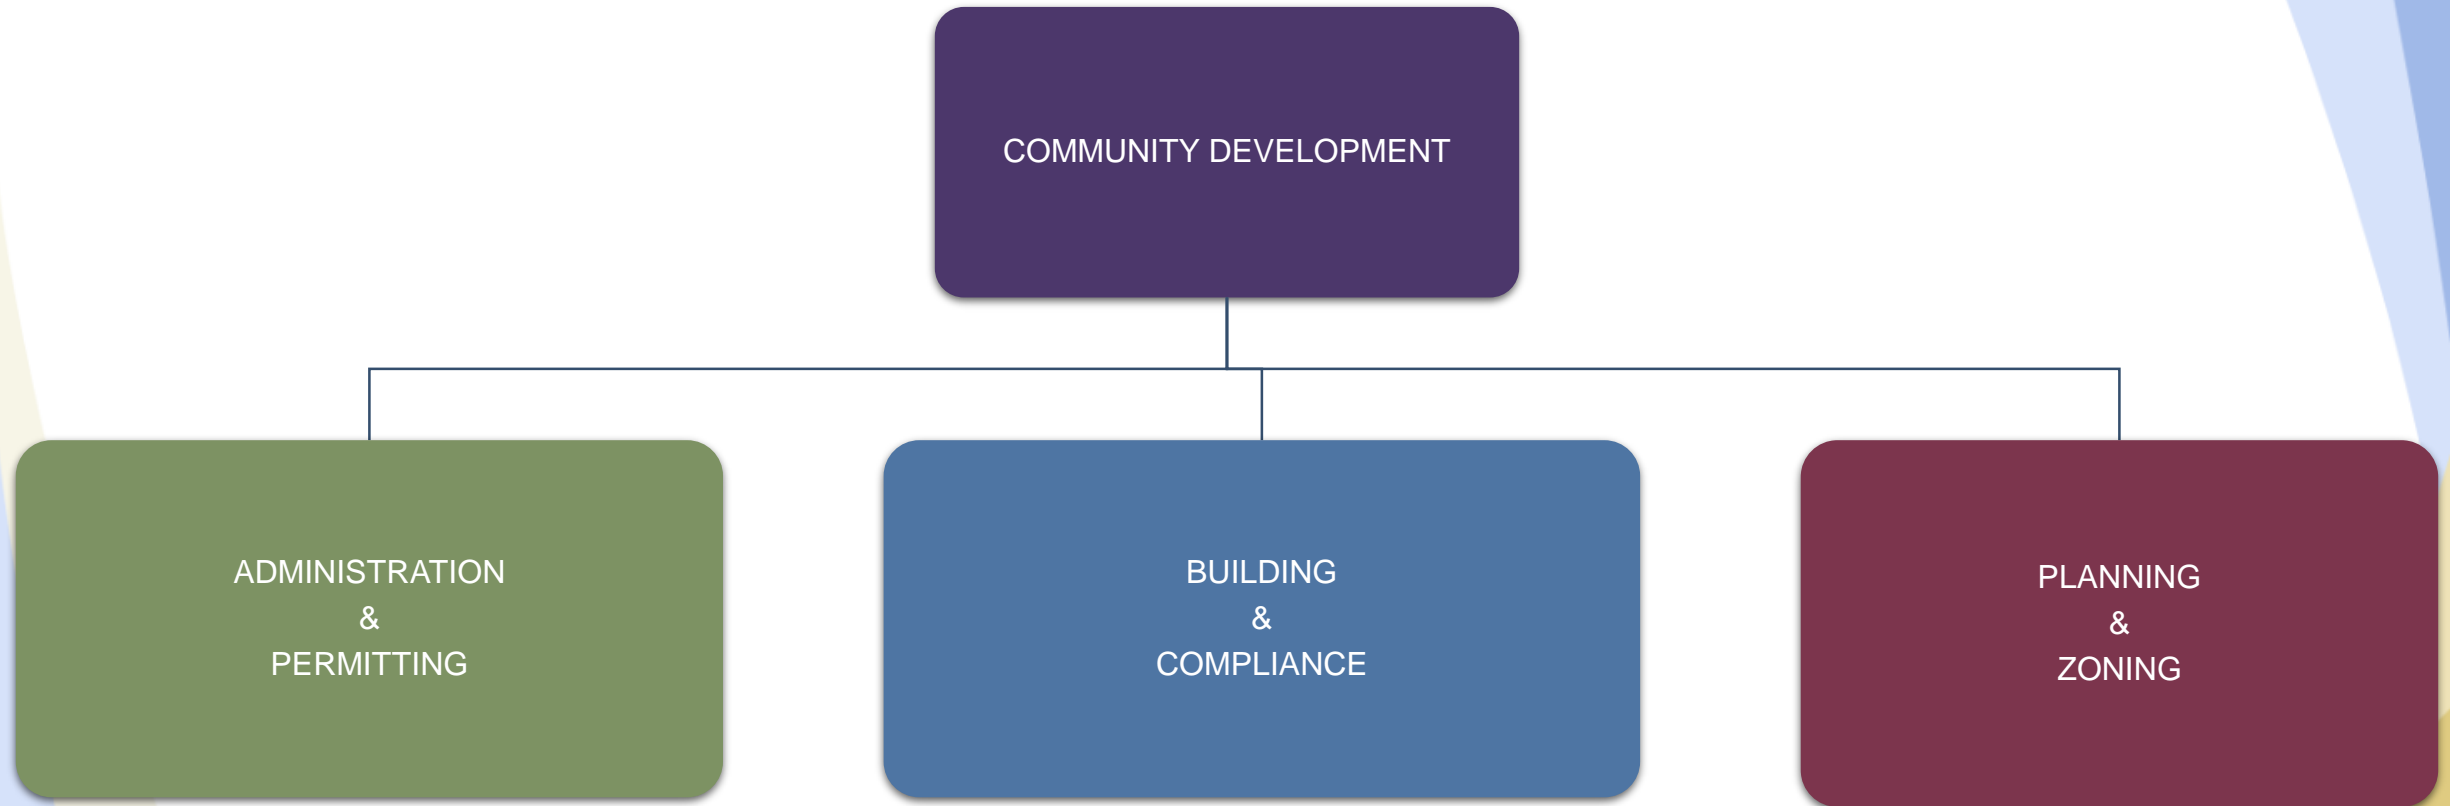 COMMUNITY DEVELOPMENT
ADMINISTRATION
&
PERMITTING
BUILDING
&
COMPLIANCE
PLANNING
&
ZONING